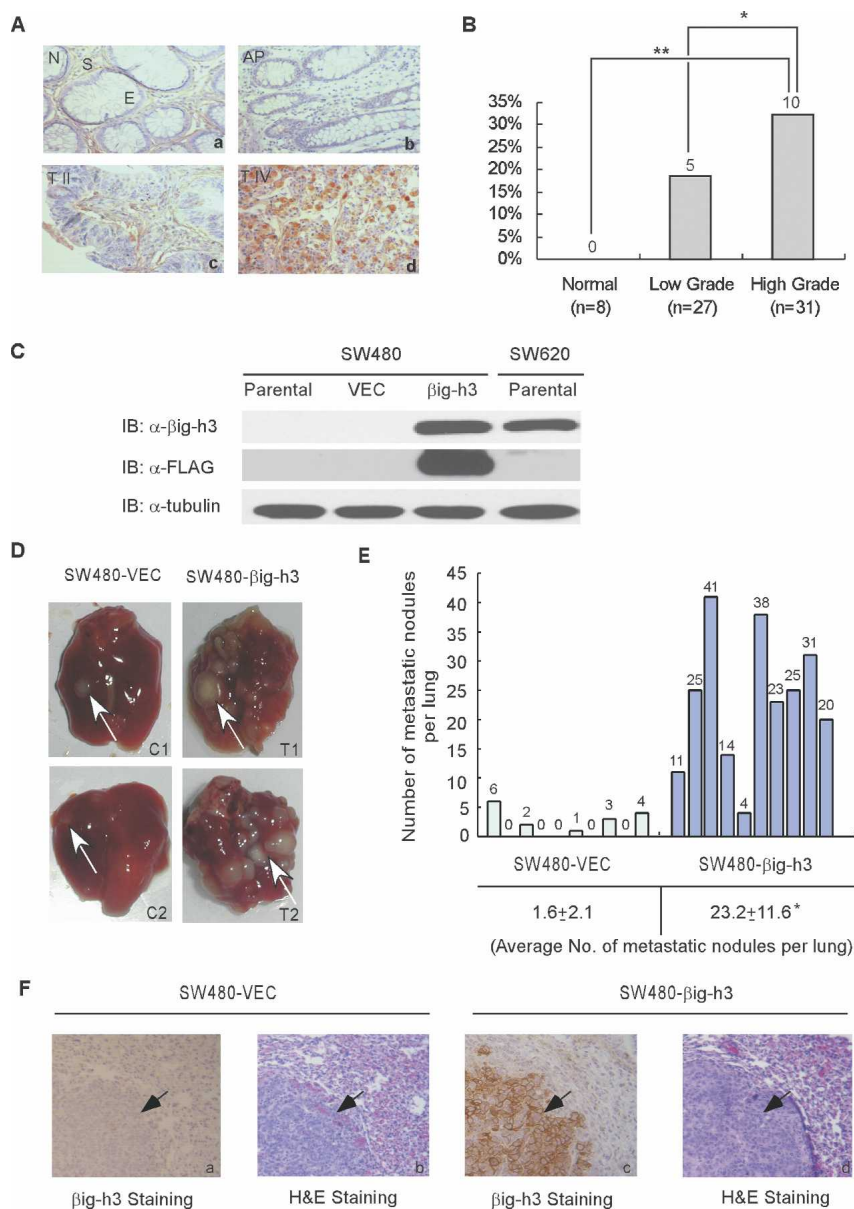 A
N
S
E
a
AP
b
T II
c
T IV
d
B
*
**
35%
30%
25%
20%
15%
10%
5%
0%
0
5
10
Normal
(n=8)
Low Grade
(n=27)
High Grade
(n=31)
C
SW480 SW620
Parental VEC βig-h3 Parental
IB: α-βig-h3
IB: α-FLAG
IB: α-tubulin
D
SW480-VEC SW480-βig-h3
C1
T1
C2
T2
E
Number of metastatic nodules
per lung
45
40
35
30
25
20
15
10
5
0
6 0 2 0 0 1 0 3 0 4
11 25 41 14 4 38 23 25 31 20
SW480-VEC SW480-βig-h3
1.6±2.1 23.2±11.6*
(Average No. of metastatic nodules per lung)
F
SW480-VEC SW480-βig-h3
a
b
c
d
βig-h3 Staining H&E Staining βig-h3 Staining H&E Staining